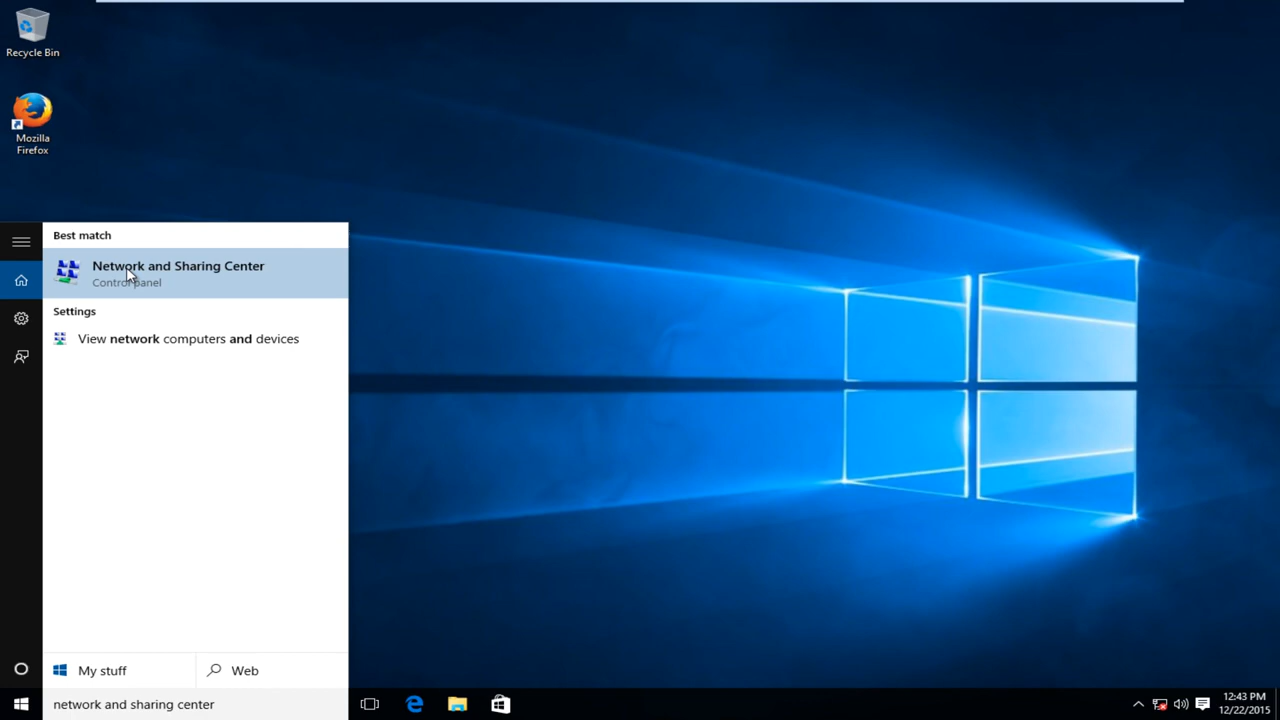 Recycle Bin
Mozilla
Firefox
Best match
Network and Sharing Center
Control panel
Settings
View network computers and devices
My stuff
Web
network and sharing center
12:43 PM
12/22/2015